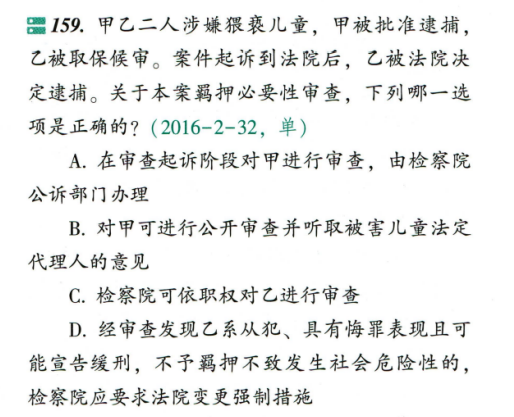 159. 甲乙二人涉嫌猥亵儿童，甲被批准逮捕，
乙被取保候审。案件起诉到法院后，乙被法院决
定逮捕。关于本案羁押必要性审查，下列哪一选
项是正确的？（2016-2-32，单）
A. 在审查起诉阶段对甲进行审查，由检察院
公诉部门办理
B. 对甲可进行公开审查并听取被害儿童法定
代理人的意见
C. 检察院可依职权对乙进行审查
D. 经审查发现乙系从犯、具有悔罪表现且可
能宣告缓刑，不予羁押不致发生社会危险性的，
检察院应要求法院变更强制措施